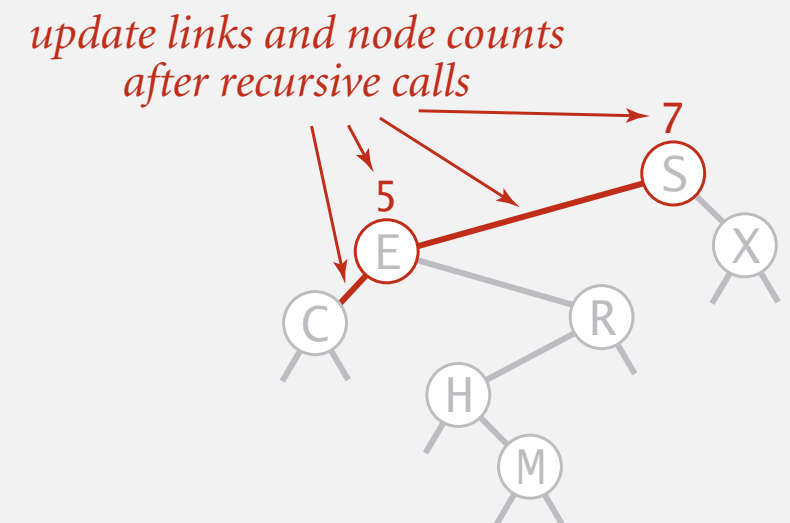 update links and node counts
after recursive calls
7
S
5
E
X
C
R
H
M